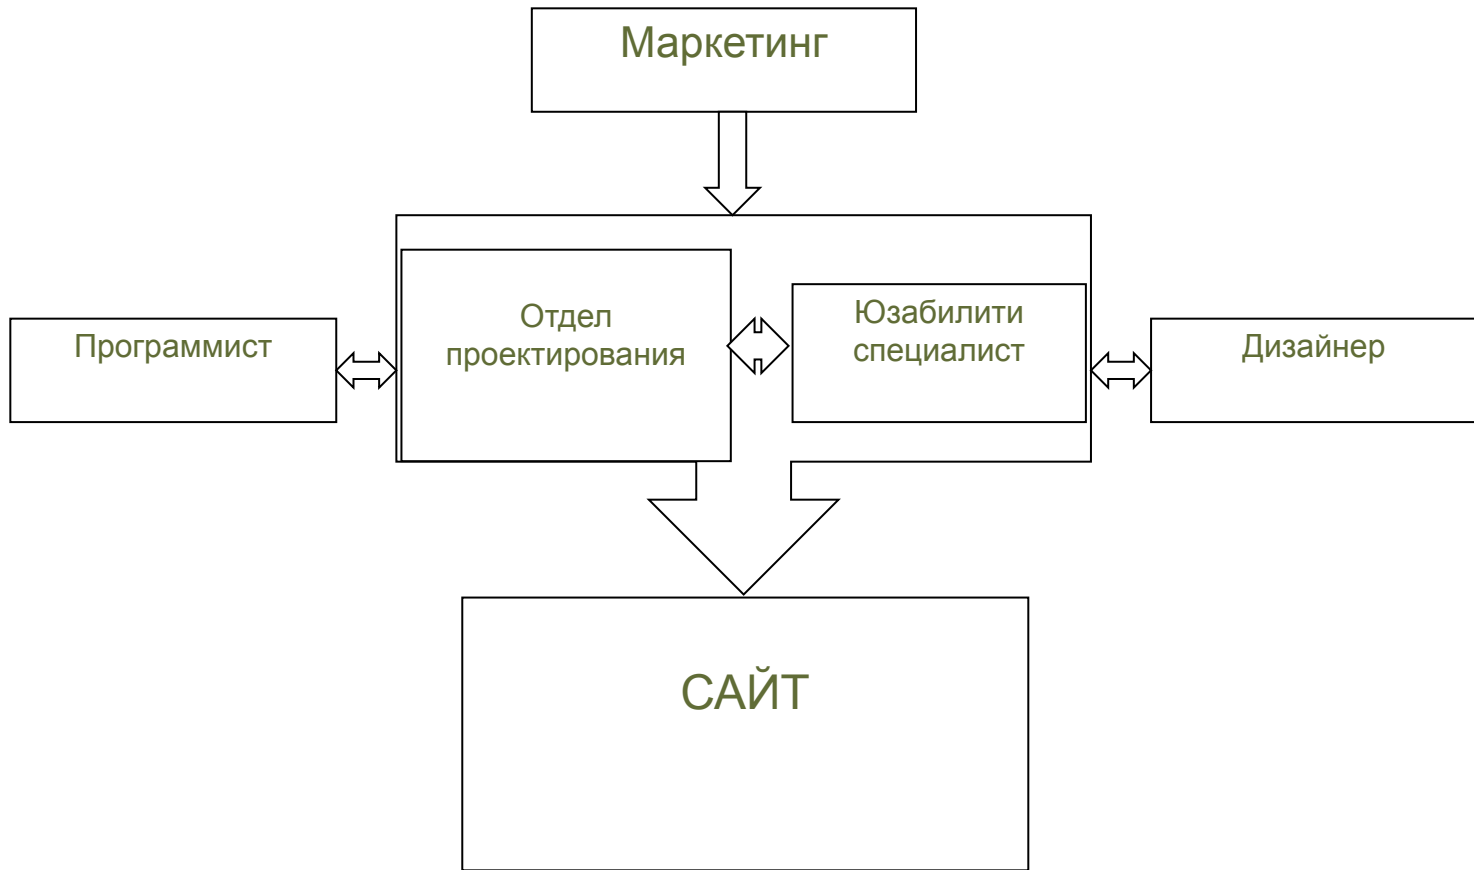 Маркетинг
Программист
Отдел
проектирования
Юзабилити
специалист
Дизайнер
САЙТ